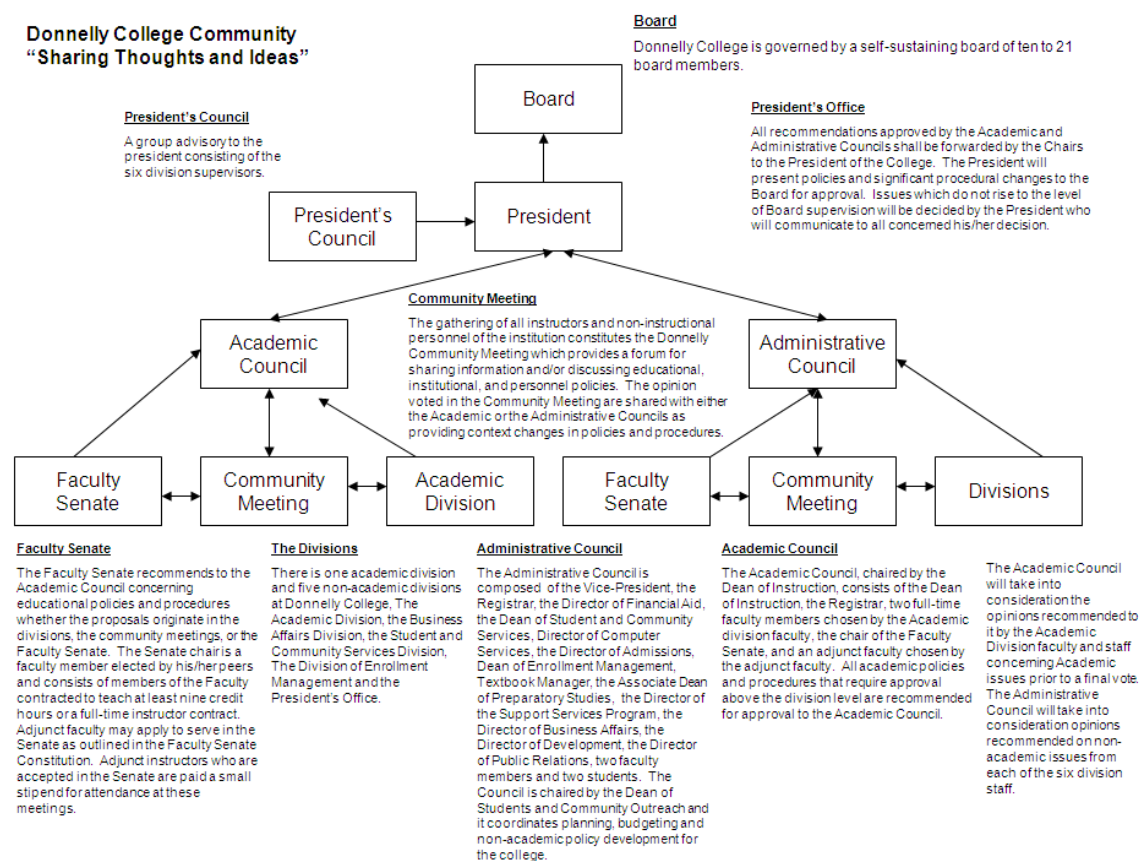 Donnelly College Community
“Sharing Thoughts and Ideas”
Board
Donnelly College is governed by a self-sustaining board of ten to 21
board members.
Board
President's Council
A group advisory to the
president consisting of the
six division supervisors.
President's Office
All recommendations approved by the Academic and
Administrative Councils shall be forwarded by the Chairs
to the President of the College. The President will
present policies and significant procedural changes to the
Board for approval. Issues which do not rise to the level
of Board supervision will be decided by the President who
will communicate to all concerned his/her decision.
President's
Council
President
Community Meeting
The gathering of all instructors and non-instructional
personnel of the institution constitutes the Donnelly
Community Meeting which provides a forum for
sharing information and/or discussing educational,
institutional, and personnel policies. The opinion
voted in the Community Meeting are shared with either
the Academic or the Administrative Councils as
providing context changes in policies and procedures.
Academic
Council
Administrative
Council
Faculty
Senate
Community
Meeting
Academic
Division
Faculty
Senate
Community
Meeting
Divisions
Faculty Senate
The Faculty Senate recommends to the
Academic Council concerning
educational policies and procedures
whether the proposals originate in the
divisions, the community meetings, or the
Faculty Senate. The Senate chair is a
faculty member elected by his/her peers
and consists of members of the Faculty
contracted to teach at least nine credit
hours or a full-time instructor contract.
Adjunct faculty may apply to serve in the
Senate as outlined in the Faculty Senate
Constitution. Adjunct instructors who are
accepted in the Senate are paid a small
stipend for attendance at these
meetings.
The Divisions
There is one academic division
and five non-academic divisions
at Donnelly College, The
Academic Division, the Business
Affairs Division, the Student and
Community Services Division,
The Division of Enrollment
Management and the
President's Office.
Administrative Council
The Administrative Council is
composed of the Vice-President, the
Registrar, the Director of Financial Aid,
the Dean of Student and Community
Services, Director of Computer
Services, the Director of Admissions,
Dean of Enrollment Management,
Textbook Manager, the Associate Dean
of Preparatory Studies, the Director of
the Support Services Program, the
Director of Business Affairs, the
Director of Development, the Director
of Public Relations, two faculty
members and two students. The
Council is chaired by the Dean of
Students and Community Outreach and
it coordinates planning, budgeting and
non-academic policy development for
the college.
Academic Council
The Academic Council, chaired by the
Dean of Instruction, consists of the Dean
of Instruction, the Registrar, two full-time
faculty members chosen by the Academic
division faculty, the chair of the Faculty
Senate, and an adjunct faculty chosen by
the adjunct faculty. All academic policies
and procedures that require approval
above the division level are recommended
for approval to the Academic Council.
The Academic Council
will take into
consideration the
opinions recommended to
it by the Academic
Division faculty and staff
concerning Academic
issues prior to a final vote.
The Administrative
Council will take into
consideration opinions
recommended on non-
academic issues from
each of the six division
staff.